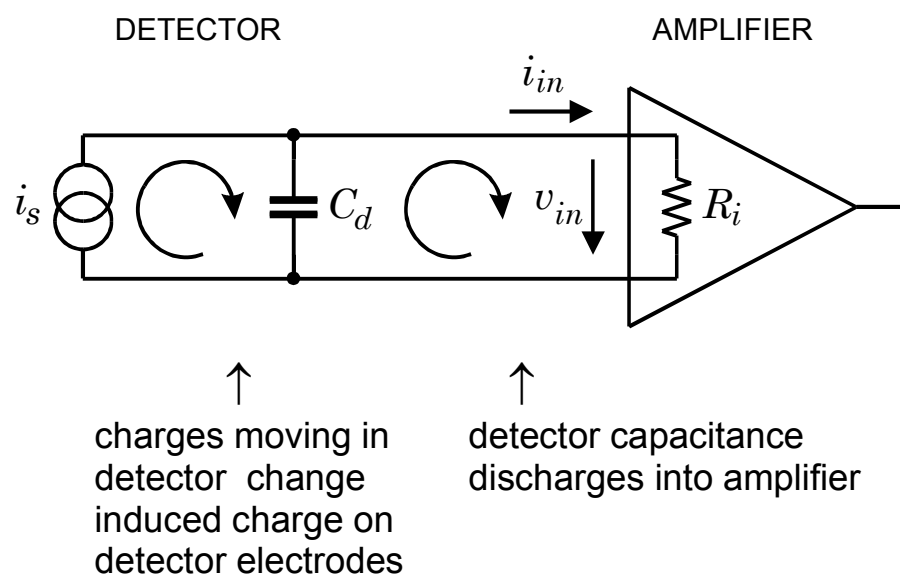 DETECTOR AMPLIFIER
i_in
i_s C_d v_in R_i
↑ ↑
charges moving in
detector change
induced charge on
detector electrodes
detector capacitance
discharges into amplifier